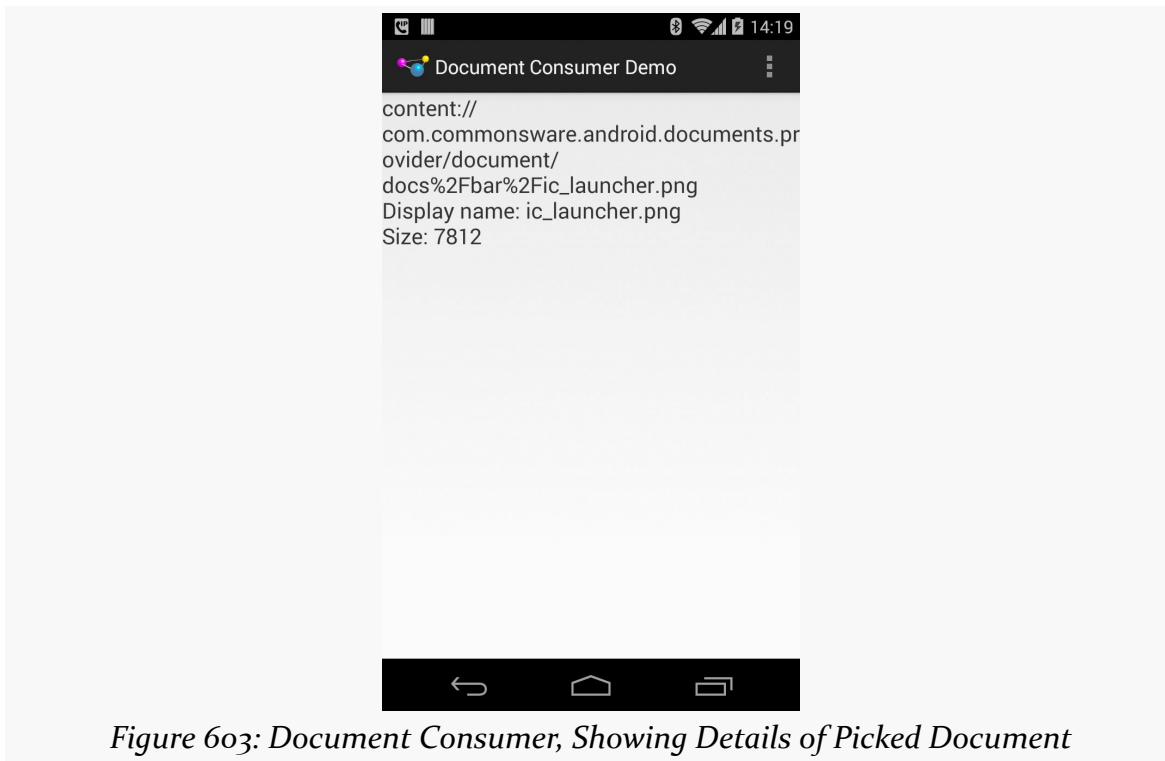 14:19
Document Consumer Demo
content://
com.commonsware.android.documents.pr
ovider/document/
docs%2Fbar%2Fic_launcher.png
Display name: ic_launcher.png
Size: 7812
Figure 603: Document Consumer, Showing Details of Picked Document